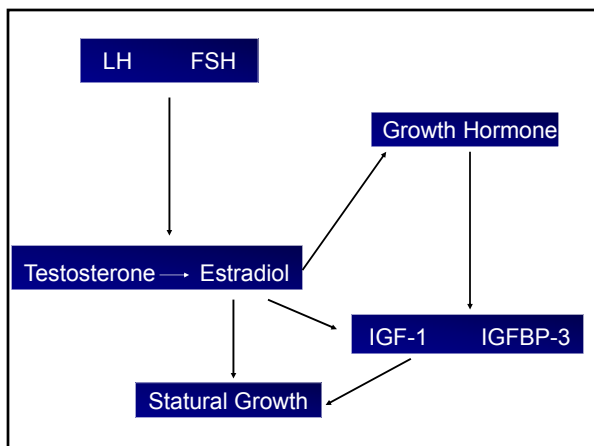 LH FSH
Growth Hormone
Testosterone Estradiol
IGF-1 IGFBP-3
Statural Growth